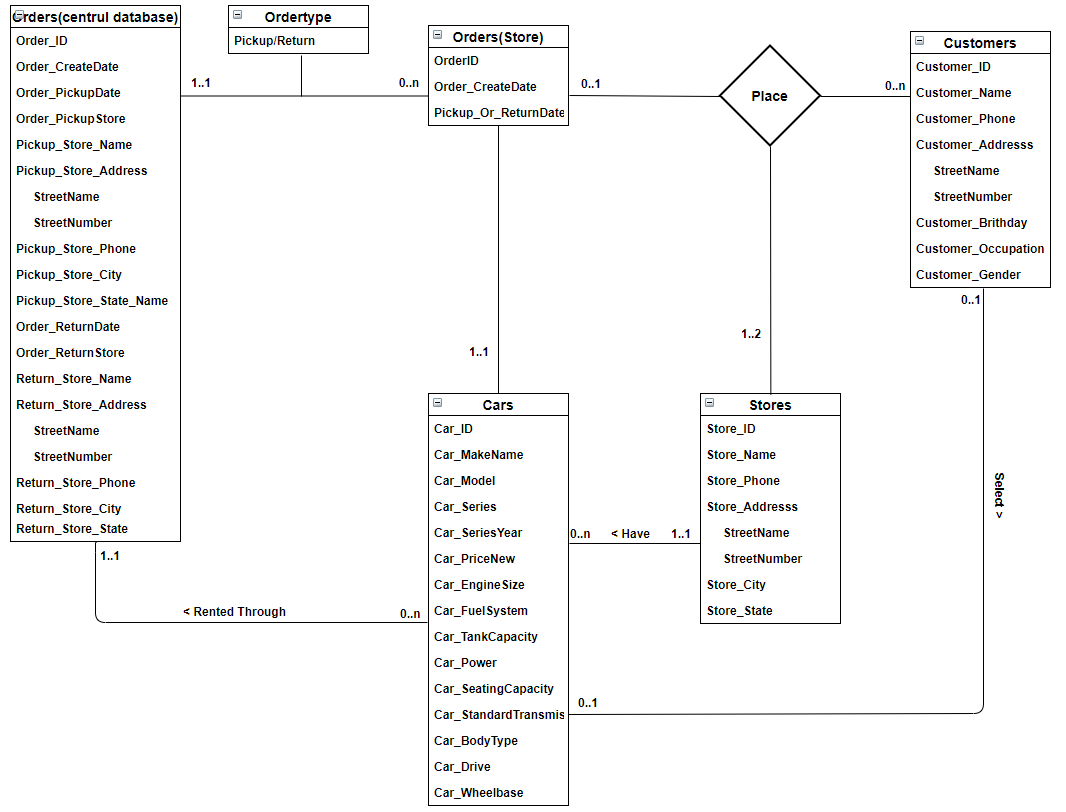 Orders(centrul database)
Order_ID
Order_CreateDate
Order_PickupDate
Order_PickupStore
Pickup_Store_Name
Pickup_Store_Address
StreetName
StreetNumber
Pickup_Store_Phone
Pickup_Store_City
Pickup_Store_State_Name
Order_ReturnDate
Order_ReturnStore
Return_Store_Name
Return_Store_Address
StreetName
StreetNumber
Return_Store_Phone
Return_Store_City
Return_Store_State
Ordertype
Pickup/Return
1..1
0..n
Orders(Store)
OrderID
Order_CreateDate
Pickup_Or_ReturnDate
0..1
Place
0..n
Customers
Customer_ID
Customer_Name
Customer_Phone
Customer_Addresss
StreetName
StreetNumber
Customer_Brithday
Customer_Occupation
Customer_Gender
0..1
1..2
1..1
Cars
Car_ID
Car_MakeName
Car_Model
Car_Series
Car_SeriesYear
Car_PriceNew
Car_EngineSize
Car_FuelSystem
Car_TankCapacity
Car_Power
Car_SeatingCapacity
Car_StandardTransmis
Car_BodyType
Car_Drive
Car_Wheelbase
Stores
Store_ID
Store_Name
Store_Phone
Store_Addresss
StreetName
StreetNumber
Store_City
Store_State
0..n < Have 1..1
Select >
1..1
< Rented Through
0..n
0..1